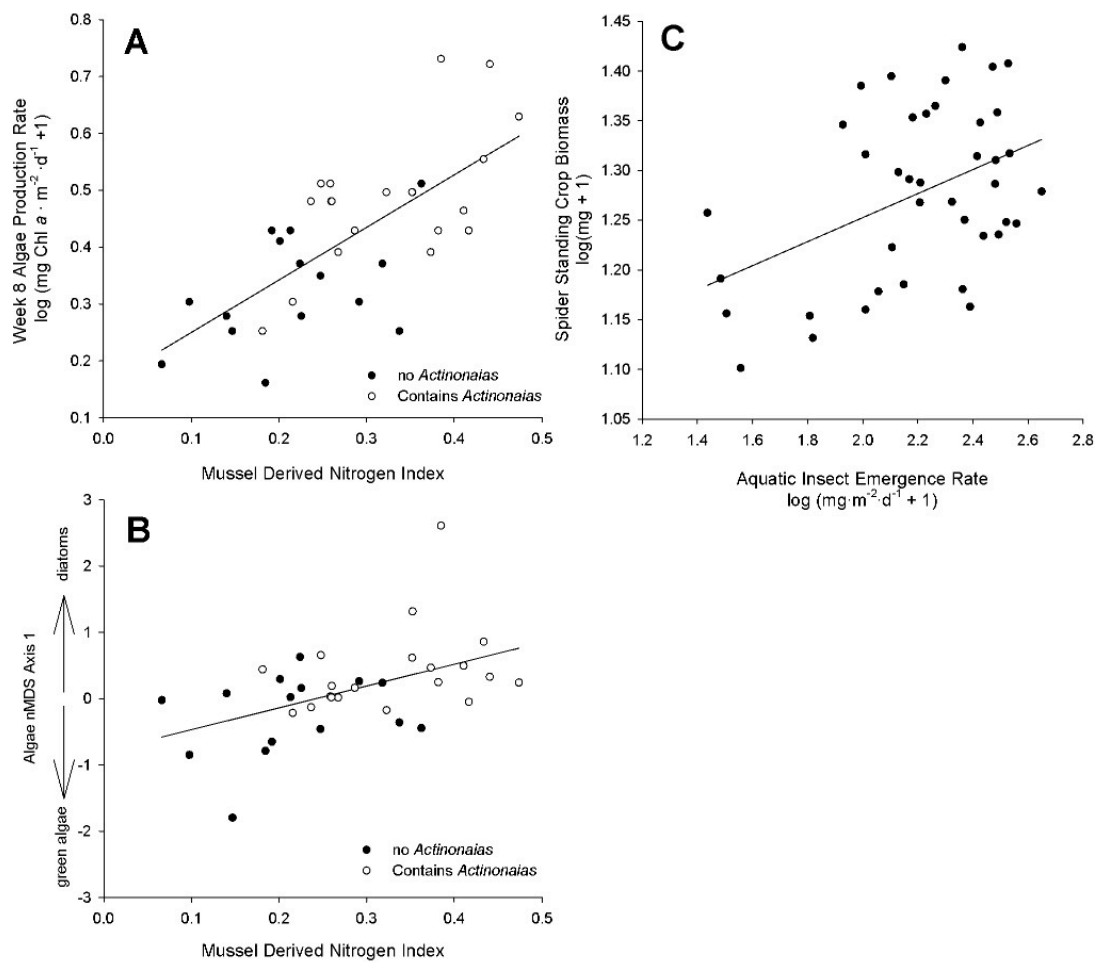 A
Week 8 Algae Production Rate
log (mg Chl a · m⁻² ·d⁻¹ +1)
0.8
0.7
0.6
0.5
0.4
0.3
0.2
0.1
no Actinonaias
Contains Actinonaias
0.0 0.1 0.2 0.3 0.4 0.5
Mussel Derived Nitrogen Index
C
Spider Standing Crop Biomass
log(mg + 1)
1.45
1.40
1.35
1.30
1.25
1.20
1.15
1.10
1.05
1.2 1.4 1.6 1.8 2.0 2.2 2.4 2.6 2.8
Aquatic Insect Emergence Rate
log (mg·m⁻²·d⁻¹ + 1)
B
diatoms
Algae nMDS Axis 1
green algae
3
2
1
0
-1
-2
-3
no Actinonaias
Contains Actinonaias
0.0 0.1 0.2 0.3 0.4 0.5
Mussel Derived Nitrogen Index